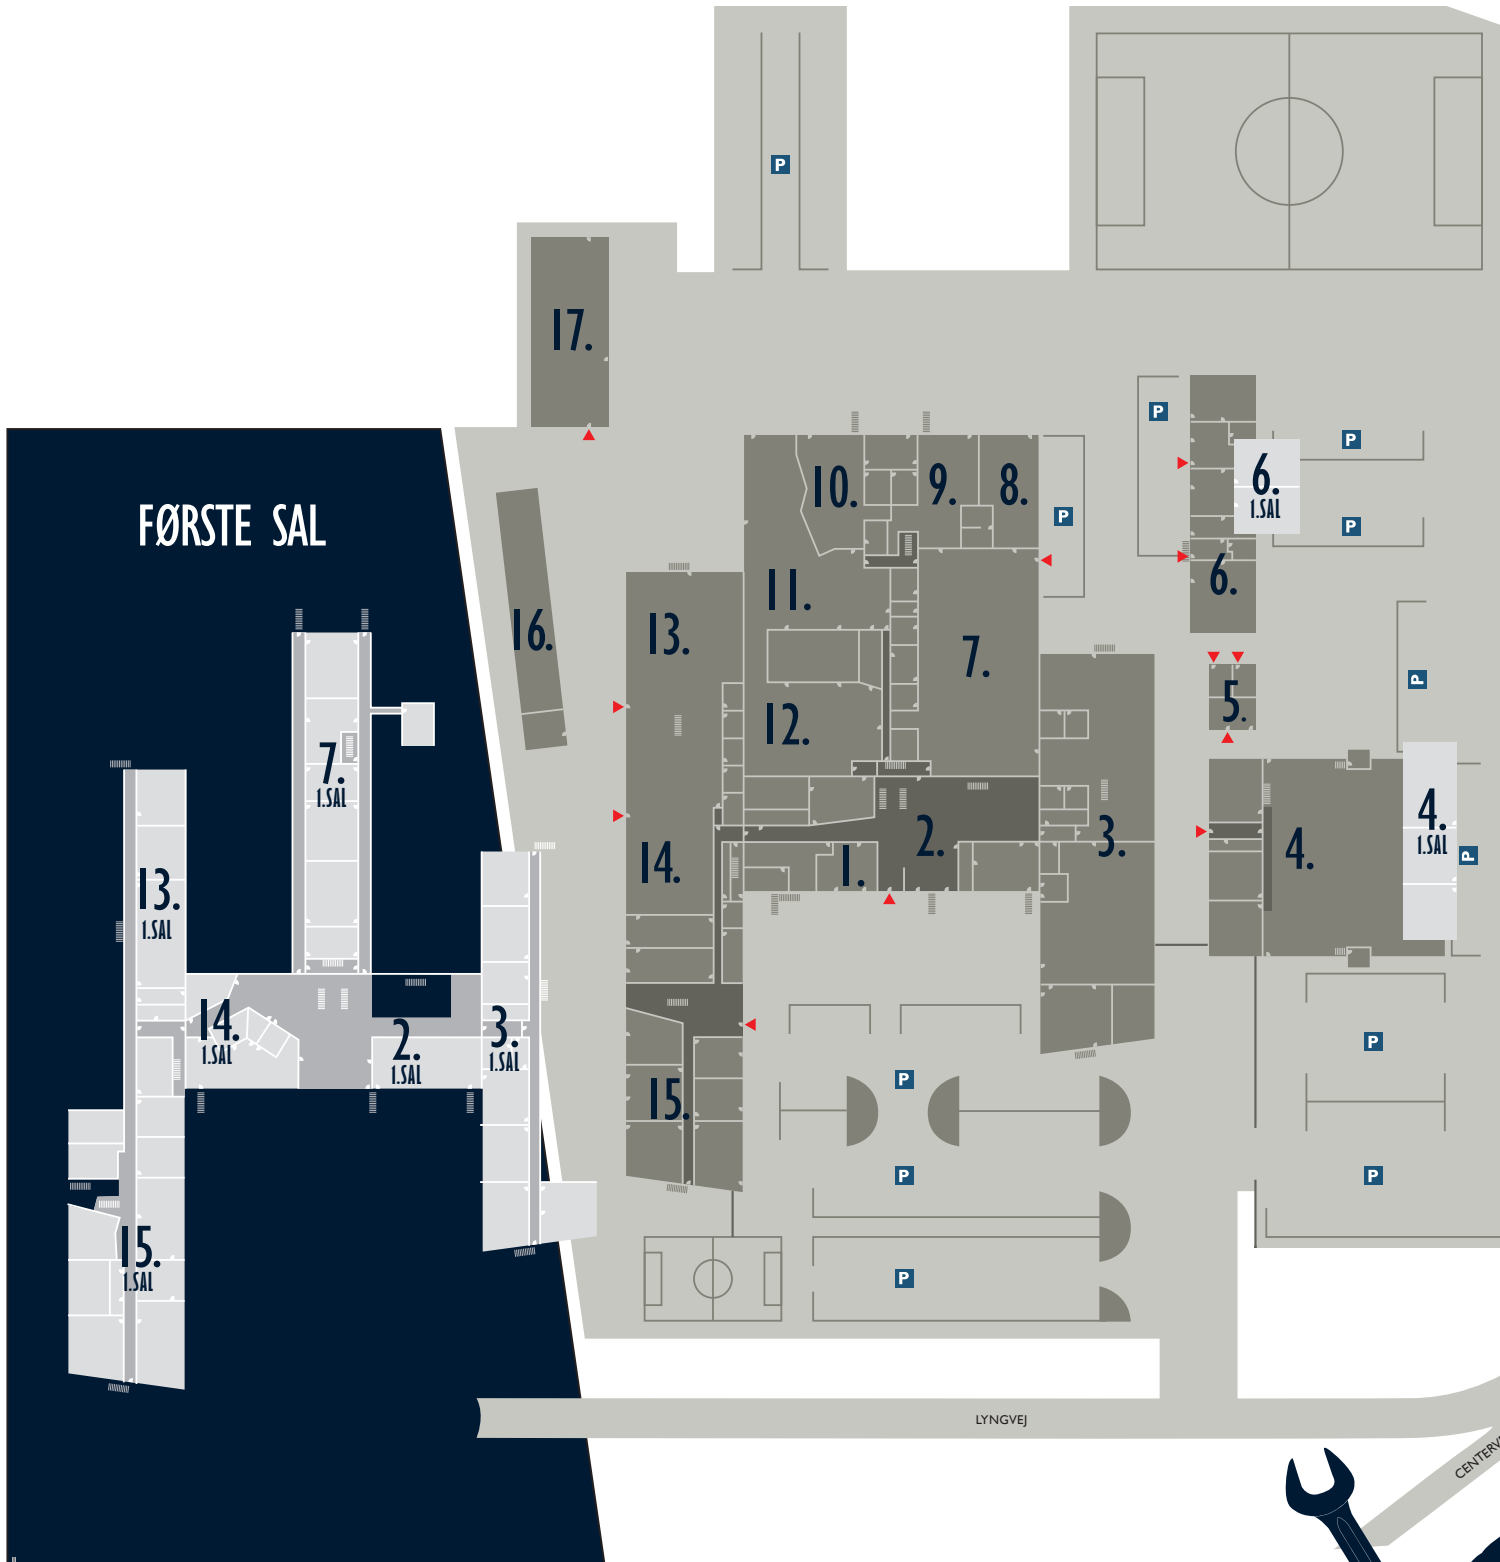 P
17.
P
P
6.
1.SAL
10.
9.
8.
P
P
FØRSTE SAL
11.
6.
16.
13.
7.
P
5.
12.
7.
1.SAL
4.
1.SAL
2.
3.
14.
1.
4.
P
13.
1.SAL
14.
1.SAL
2.
1.SAL
3.
1.SAL
P
P
15.
P
P
15.
1.SAL
P
LYNGVEJ